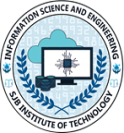 INFORMATION SCIENCE AND ENGINEERING
SJB INSTITUTE OF TECHNOLOGY